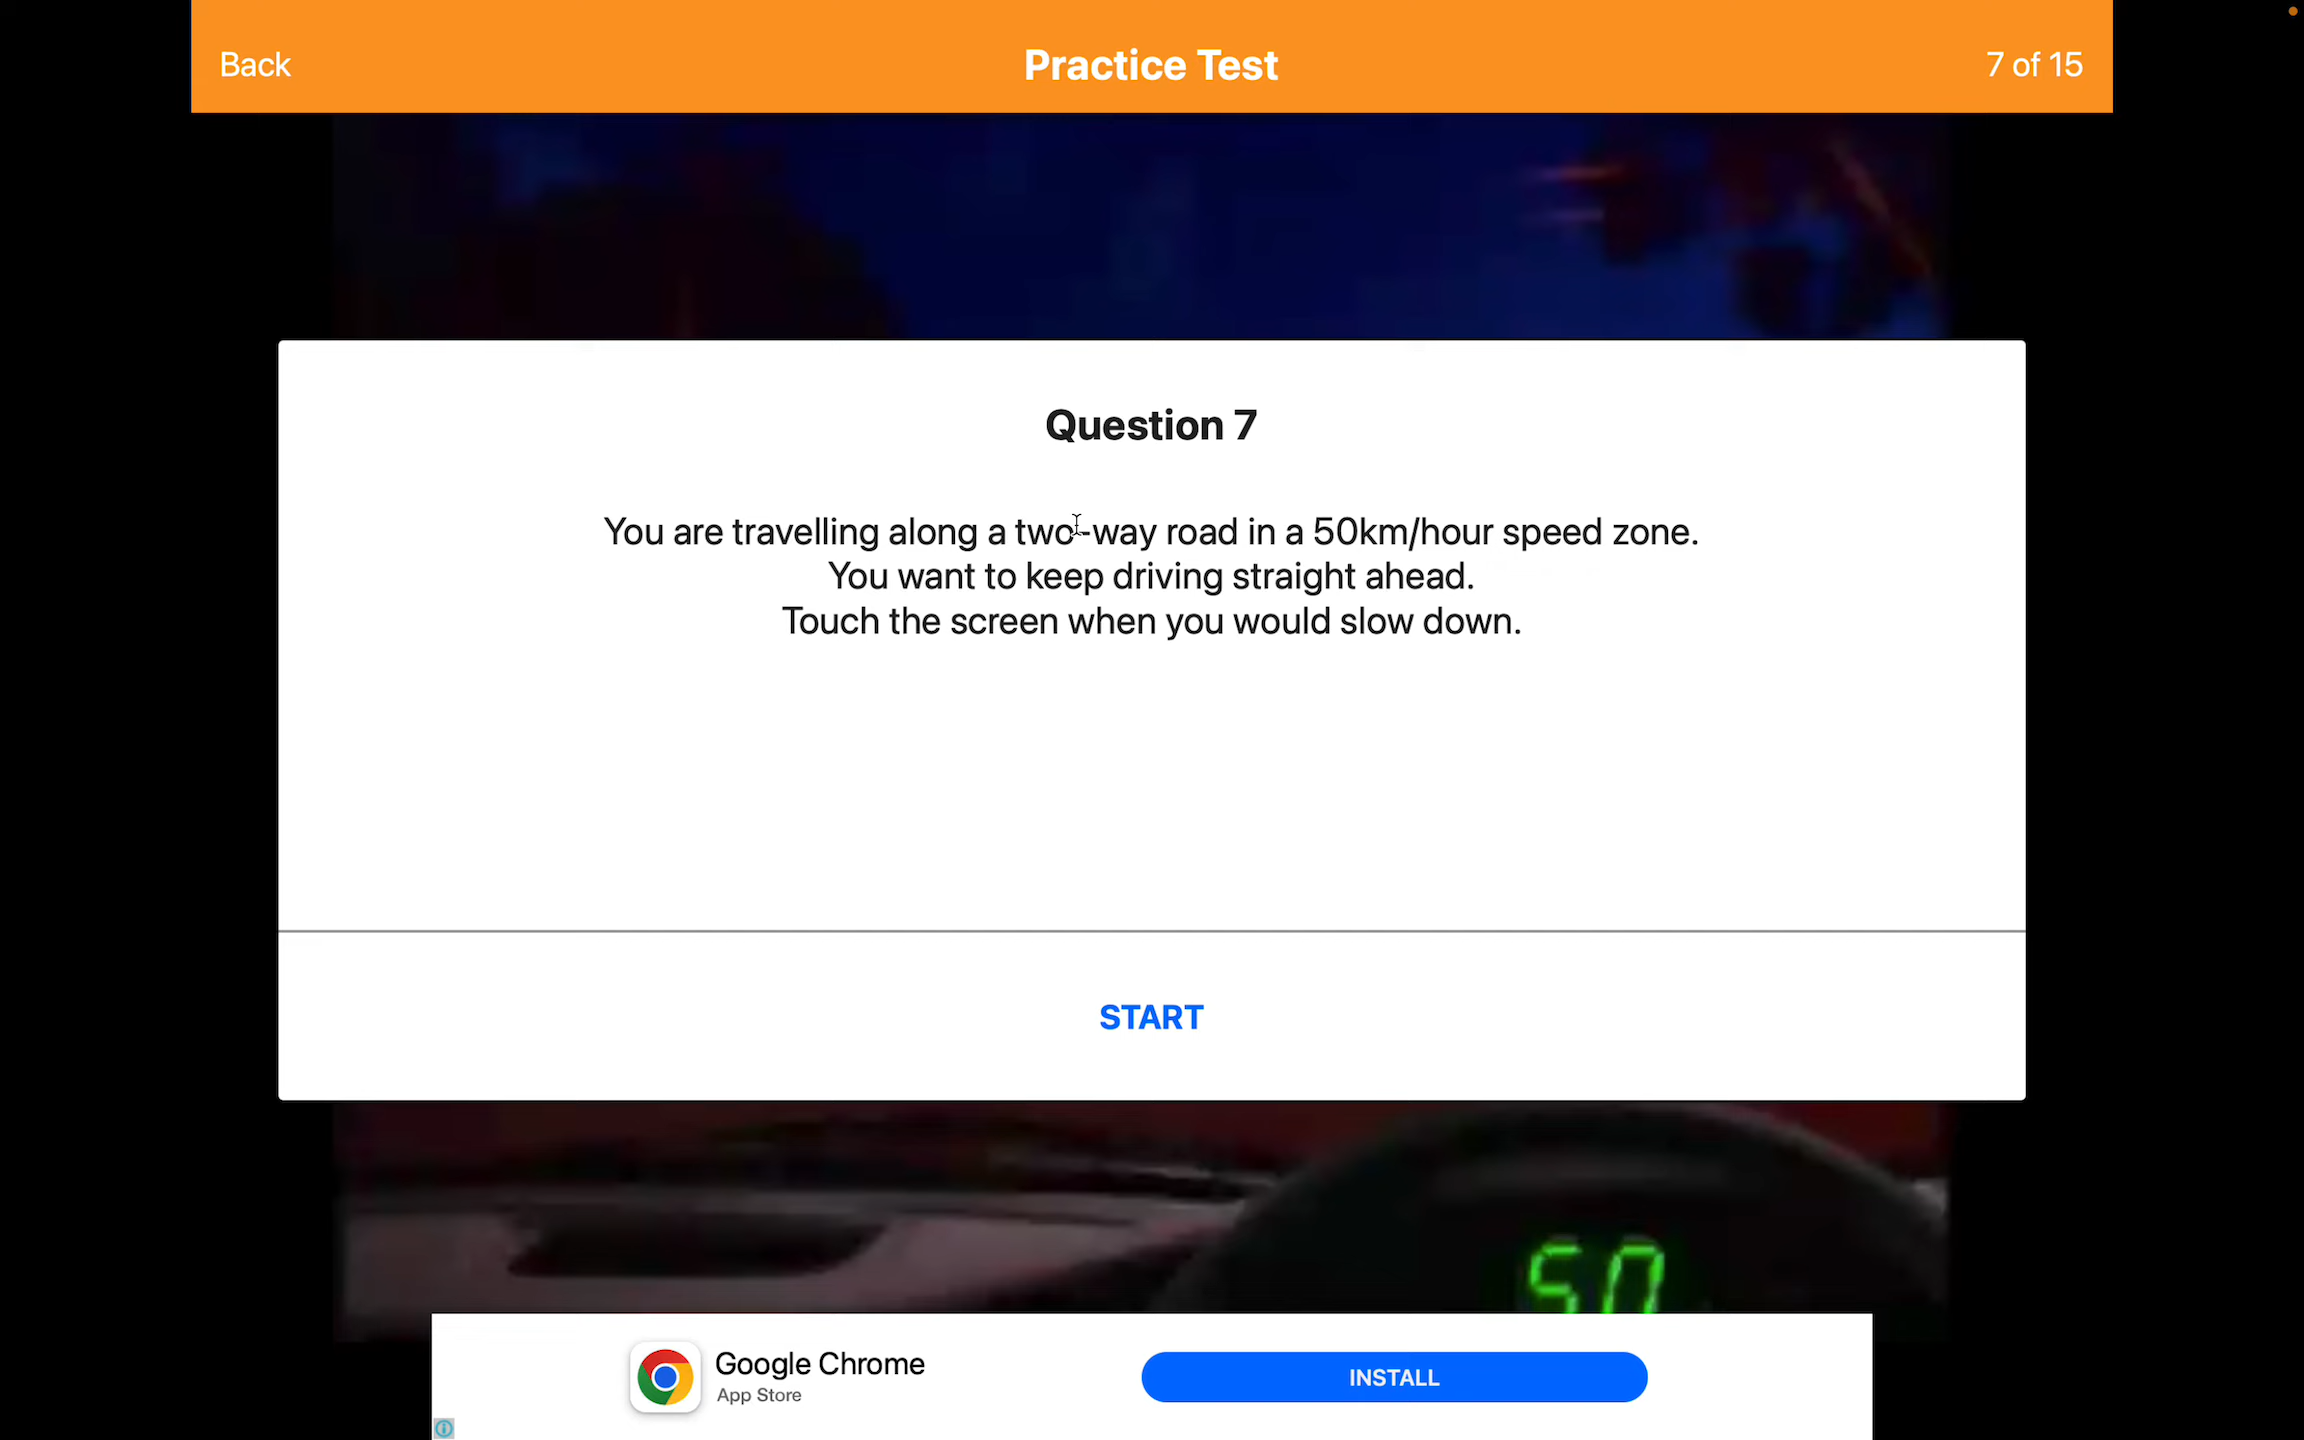 Back
Practice Test
7 of 15
Question 7
You are travelling along a two-way road in a 50km/hour speed zone.
You want to keep driving straight ahead.
Touch the screen when you would slow down.
START
50
Google Chrome
App Store
INSTALL